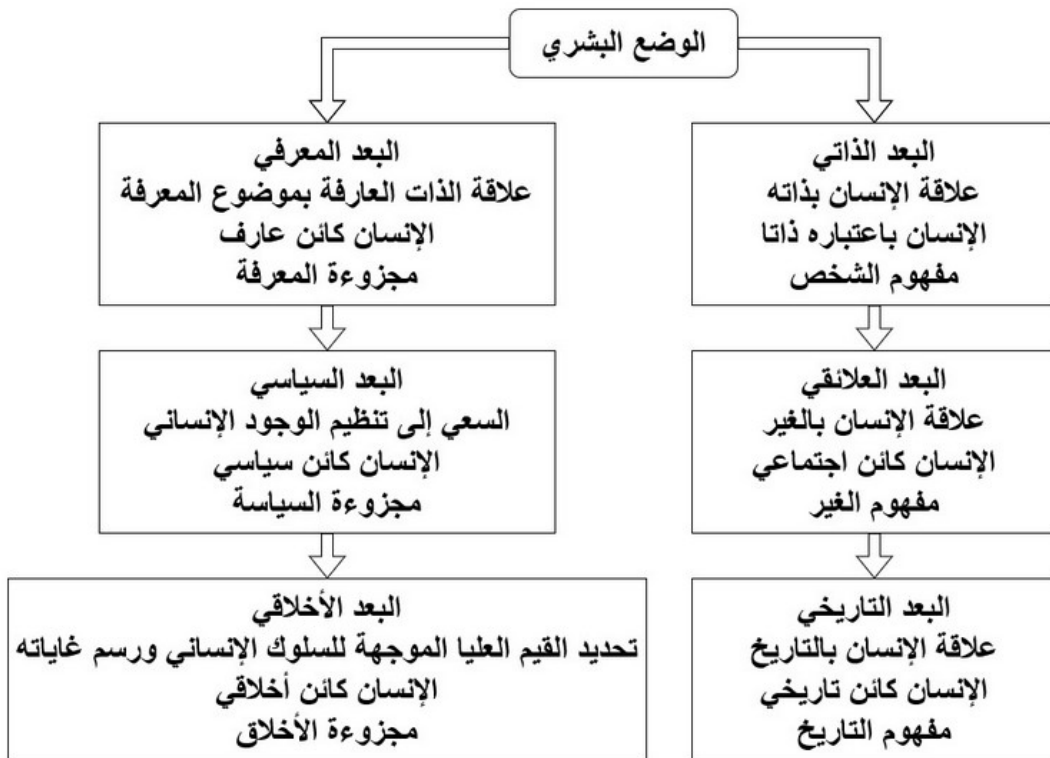 الوضع البشري
البعد الذاتي
علاقة الإنسان بذاته
الإنسان باعتباره ذاتا
مفهوم الشخص
البعد العلائقي
علاقة الإنسان بالغير
الإنسان كائن اجتماعي
مفهوم الغير
البعد التاريخي
علاقة الإنسان بالتاريخ
الإنسان كائن تاريخي
مفهوم التاريخ
البعد المعرفي
علاقة الذات العارفة بموضوع المعرفة
الإنسان كائن عارف
مجزوءة المعرفة
البعد السياسي
السعي إلى تنظيم الوجود الإنساني
الإنسان كائن سياسي
مجزوءة السياسة
البعد الأخلاقي
تحديد القيم العليا الموجهة للسلوك الإنساني ورسم غاياته
الإنسان كائن أخلاقي
مجزوءة الأخلاق